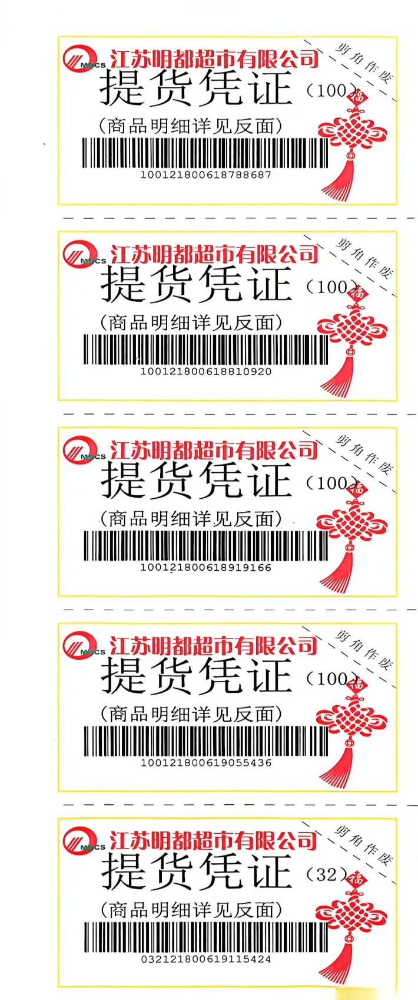 剪角作废
MDCS 江苏明都超市有限公司
提货凭证（100）
福
（商品明细详见反面）
100121800618788687
剪角作废
MDCS 江苏明都超市有限公司
提货凭证（100）
福
（商品明细详见反面）
100121800618810920
剪角作废
MDCS 江苏明都超市有限公司
提货凭证（100）
福
（商品明细详见反面）
100121800618919166
剪角作废
MDCS 江苏明都超市有限公司
提货凭证（100）
福
（商品明细详见反面）
100121800619055436
剪角作废
MDCS 江苏明都超市有限公司
提货凭证（32）
福
（商品明细详见反面）
032121800619115424